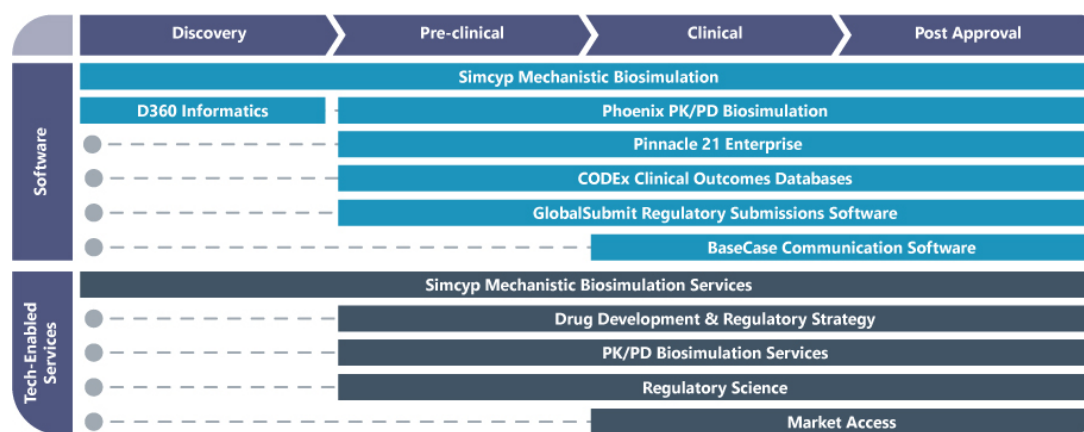 Discovery
Pre-clinical
Clinical
Post Approval
Software
Simcyp Mechanistic Biosimulation
D360 Informatics
Phoenix PK/PD Biosimulation
Pinnacle 21 Enterprise
CODEx Clinical Outcomes Databases
GlobalSubmit Regulatory Submissions Software
BaseCase Communication Software
Tech-Enabled
Services
Simcyp Mechanistic Biosimulation Services
Drug Development & Regulatory Strategy
PK/PD Biosimulation Services
Regulatory Science
Market Access